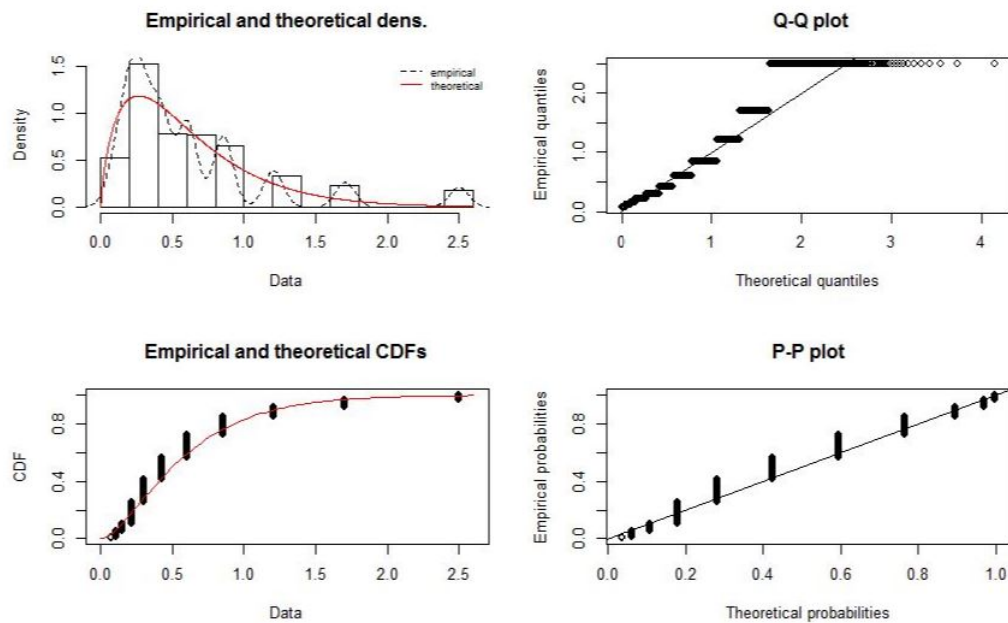 Empirical and theoretical dens.
Density
0.0 0.5 1.0 1.5
empirical
theoretical
0.0 0.5 1.0 1.5 2.0 2.5
Data
Q-Q plot
Empirical quantiles
0.0 1.0 2.0
0 1 2 3 4
Theoretical quantiles
Empirical and theoretical CDFs
CDF
0.0 0.4 0.8
0.0 0.5 1.0 1.5 2.0 2.5
Data
P-P plot
Empirical probabilities
0.0 0.4 0.8
0.0 0.2 0.4 0.6 0.8 1.0
Theoretical probabilities